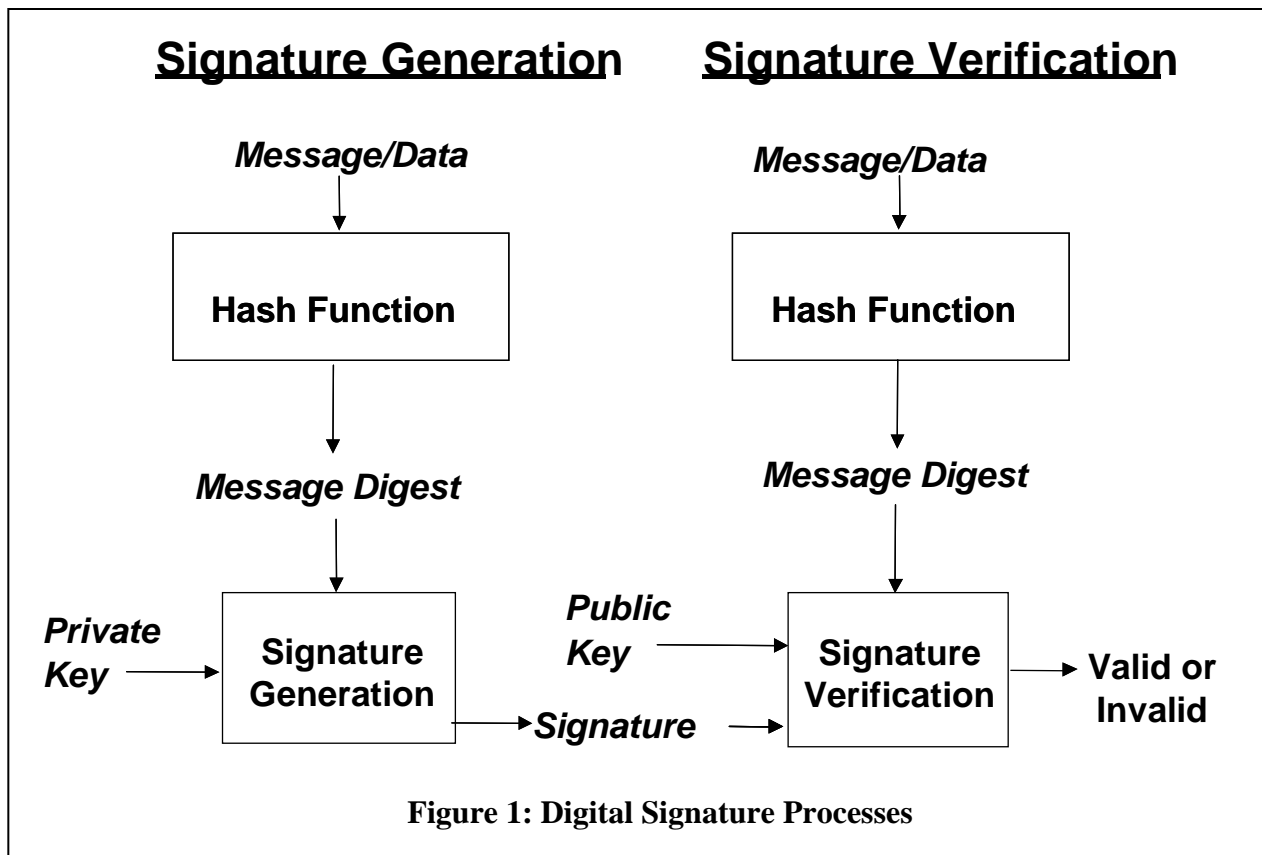 Signature Generation
Message/Data
Hash Function
Message Digest
Private
Key
Signature
Generation
Signature Verification
Message/Data
Hash Function
Message Digest
Public
Key
Signature
Signature
Verification
Valid or
Invalid
Figure 1: Digital Signature Processes